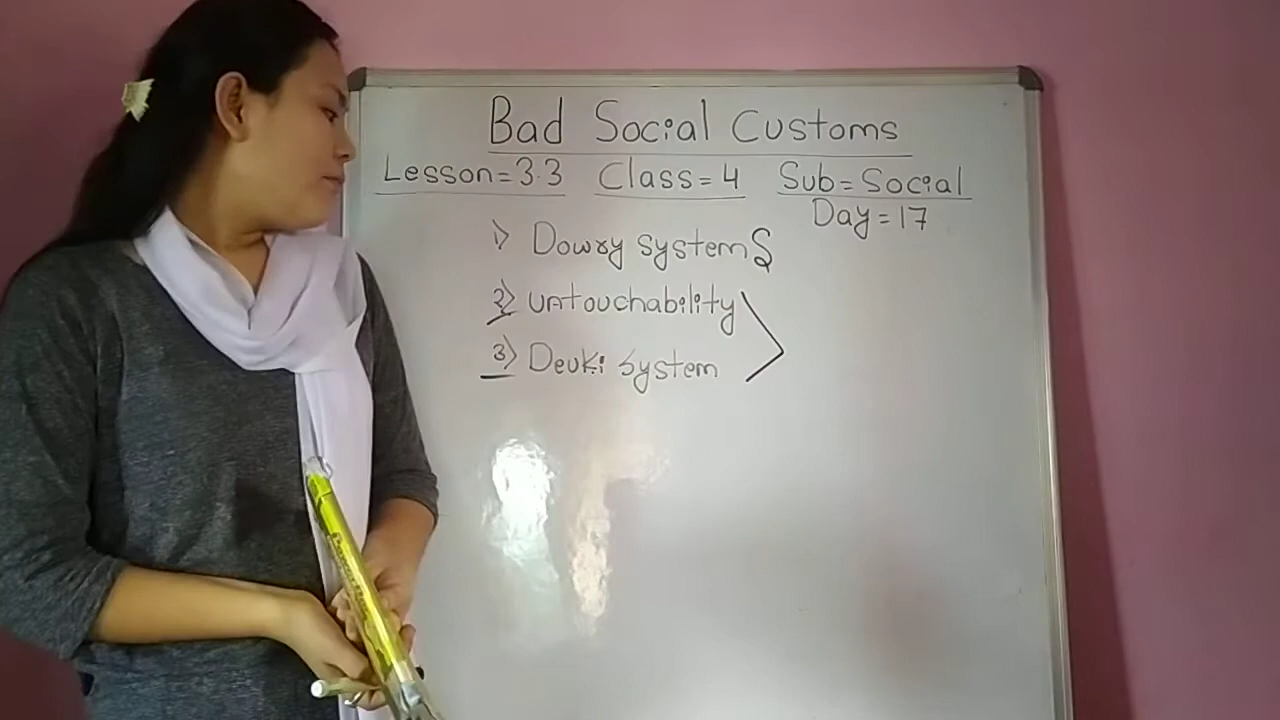 Bad Social Customs
Lesson=3.3 Class=4 Sub=Social
Day=17
1) Dowry systemS
2) untouchability
3) Deuki System